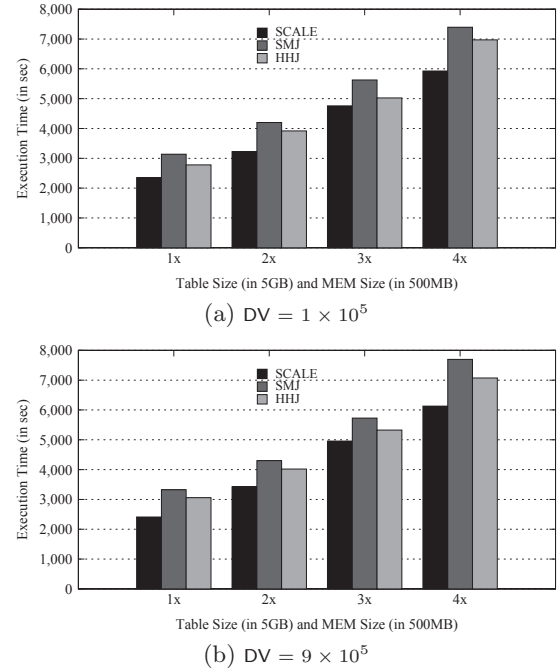 8,000
7,000
6,000
5,000
4,000
3,000
2,000
1,000
0
Execution Time (in sec)
SCALE
SMJ
HHJ
1x 2x 3x 4x
Table Size (in 5GB) and MEM Size (in 500MB)
(a) DV = 1 × 10⁵
8,000
7,000
6,000
5,000
4,000
3,000
2,000
1,000
0
Execution Time (in sec)
SCALE
SMJ
HHJ
1x 2x 3x 4x
Table Size (in 5GB) and MEM Size (in 500MB)
(b) DV = 9 × 10⁵